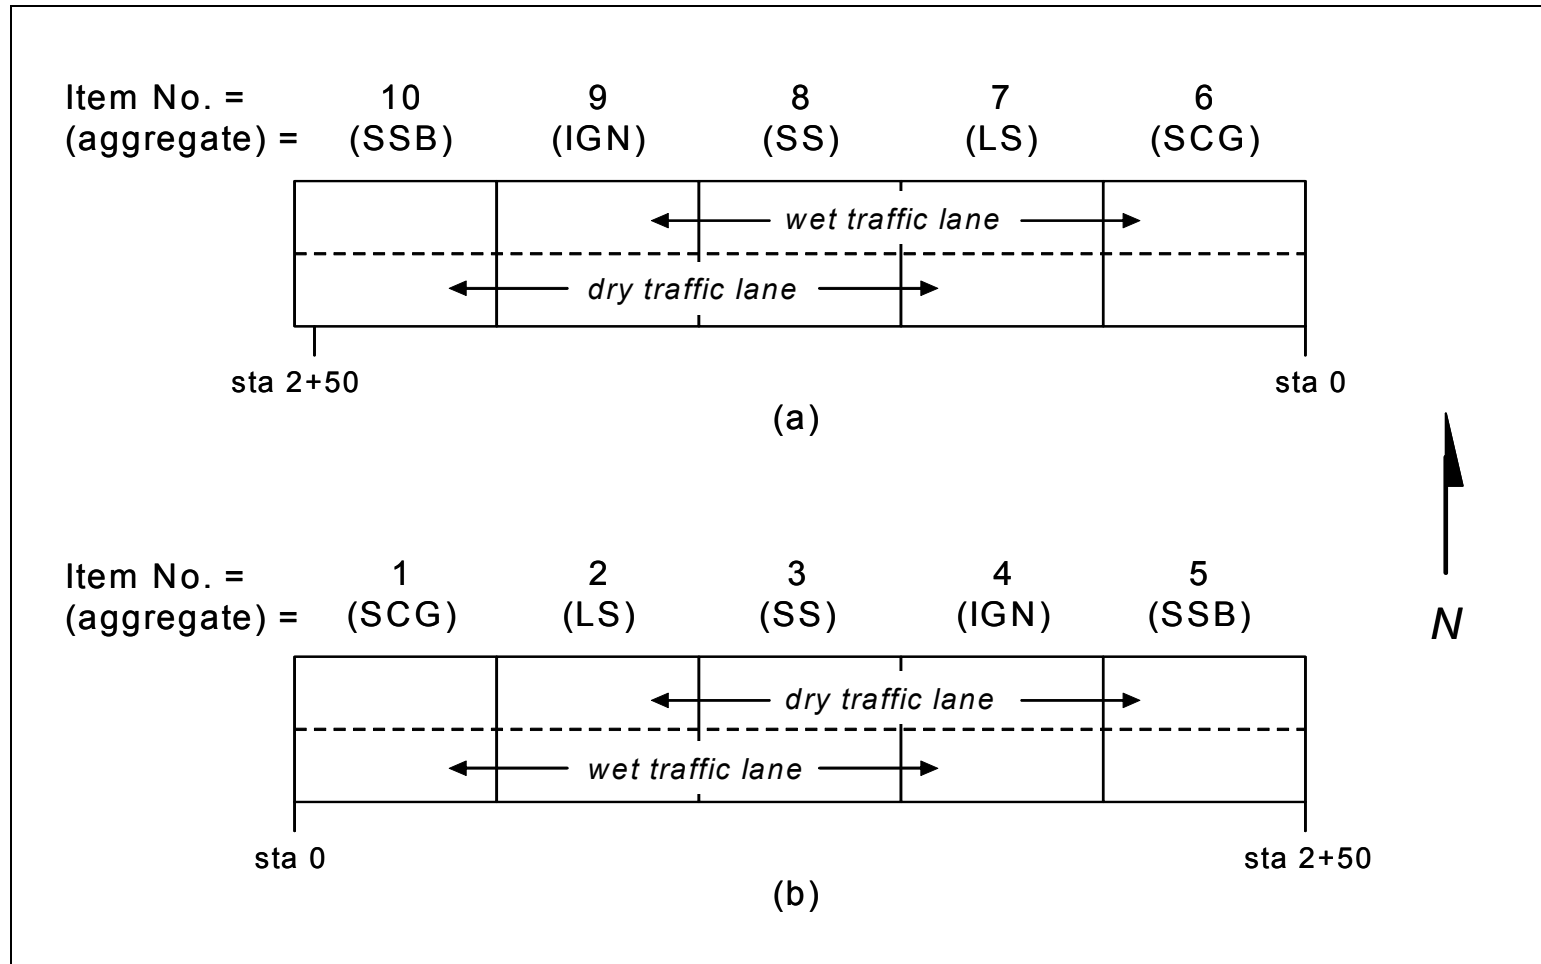 Item No. = 10 9 8 7 6
(aggregate) = (SSB) (IGN) (SS) (LS) (SCG)
wet traffic lane
dry traffic lane
sta 2+50 sta 0
(a)
Item No. = 1 2 3 4 5
(aggregate) = (SCG) (LS) (SS) (IGN) (SSB)
N
dry traffic lane
wet traffic lane
sta 0 sta 2+50
(b)